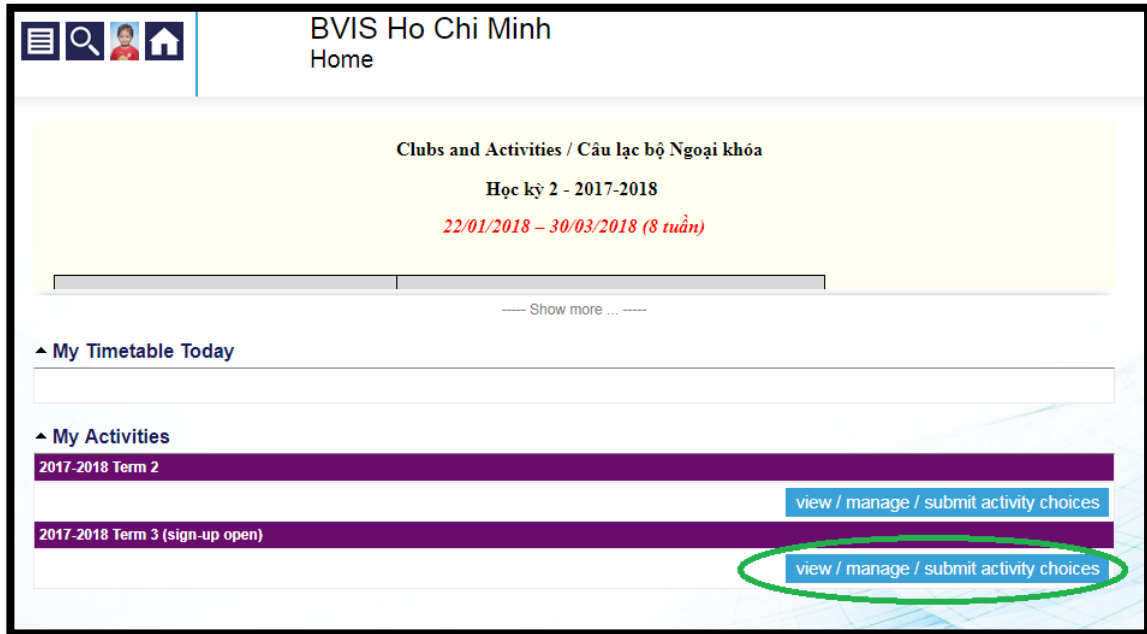 BVIS Ho Chi Minh
Home
Clubs and Activities / Câu lạc bộ Ngoại khóa
Học kỳ 2 - 2017-2018
22/01/2018 – 30/03/2018 (8 tuần)
----- Show more ... -----
My Timetable Today
My Activities
2017-2018 Term 2
view / manage / submit activity choices
2017-2018 Term 3 (sign-up open)
view / manage / submit activity choices